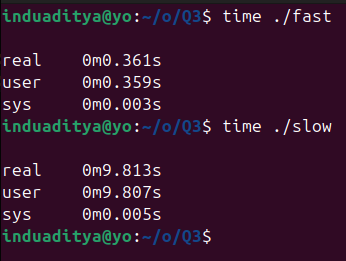 induaditya@yo:~/o/Q3$ time ./fast
real    0m0.361s
user    0m0.359s
sys     0m0.003s
induaditya@yo:~/o/Q3$ time ./slow
real    0m9.813s
user    0m9.807s
sys     0m0.005s
induaditya@yo:~/o/Q3$